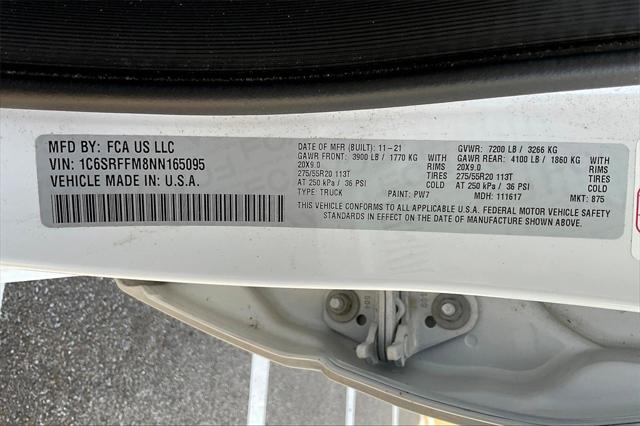 MFD BY: FCA US LLC
VIN: 1C6SRFFM8NN165095
VEHICLE MADE IN: U.S.A.
DATE OF MFR (BUILT): 11-21
GVWR: 7200 LB / 3266 KG
GAWR FRONT: 3900 LB / 1770 KG WITH
GAWR REAR: 4100 LB / 1860 KG WITH
20X9.0 RIMS
20X9.0 RIMS
275/55R20 113T TIRES
275/55R20 113T TIRES
AT 250 kPa / 36 PSI COLD
AT 250 kPa / 36 PSI COLD
TYPE: TRUCK PAINT: PW7 MDH: 111617 MKT: 875
THIS VEHICLE CONFORMS TO ALL APPLICABLE U.S.A. FEDERAL MOTOR VEHICLE SAFETY
STANDARDS IN EFFECT ON THE DATE OF MANUFACTURE SHOWN ABOVE.